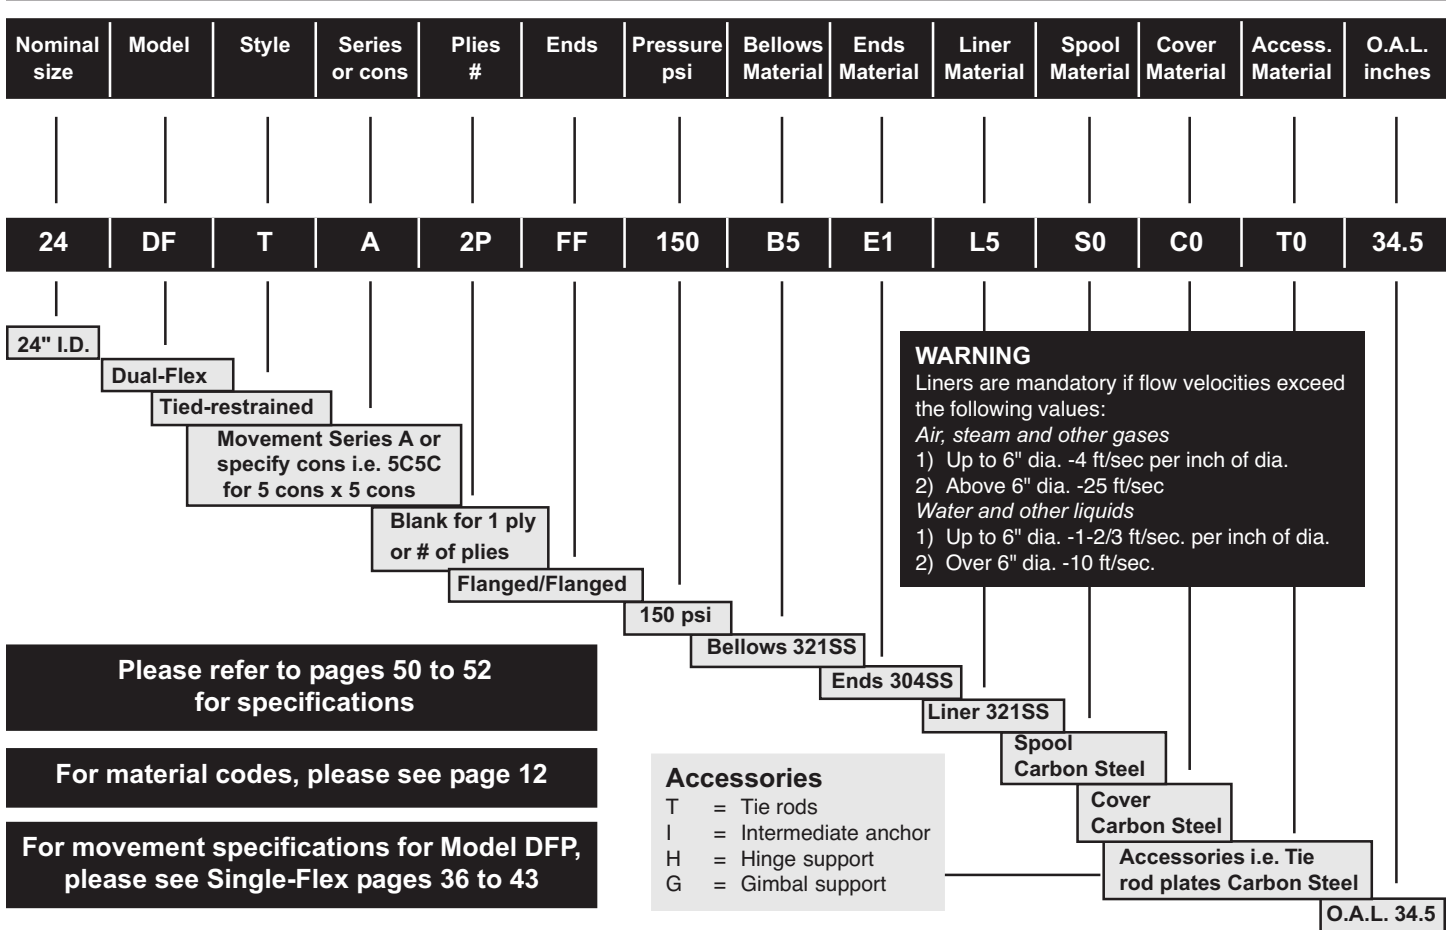 Nominal size
Model
Style
Series or cons
Plies #
Ends
Pressure psi
Bellows Material
Ends Material
Liner Material
Spool Material
Cover Material
Access. Material
O.A.L. inches
24
DF
T
A
2P
FF
150
B5
E1
L5
S0
C0
T0
34.5
24" I.D.
Dual-Flex
Tied-restrained
Movement Series A or
specify cons i.e. 5C5C
for 5 cons x 5 cons
Blank for 1 ply
or # of plies
Flanged/Flanged
150 psi
Bellows 321SS
Ends 304SS
Liner 321SS
Spool
Carbon Steel
Cover
Carbon Steel
Accessories i.e. Tie
rod plates Carbon Steel
O.A.L. 34.5
WARNING
Liners are mandatory if flow velocities exceed
the following values:
Air, steam and other gases
1) Up to 6" dia. -4 ft/sec per inch of dia.
2) Above 6" dia. -25 ft/sec
Water and other liquids
1) Up to 6" dia. -1-2/3 ft/sec. per inch of dia.
2) Over 6" dia. -10 ft/sec.
Please refer to pages 50 to 52
for specifications
For material codes, please see page 12
For movement specifications for Model DFP,
please see Single-Flex pages 36 to 43
Accessories
T = Tie rods
I = Intermediate anchor
H = Hinge support
G = Gimbal support